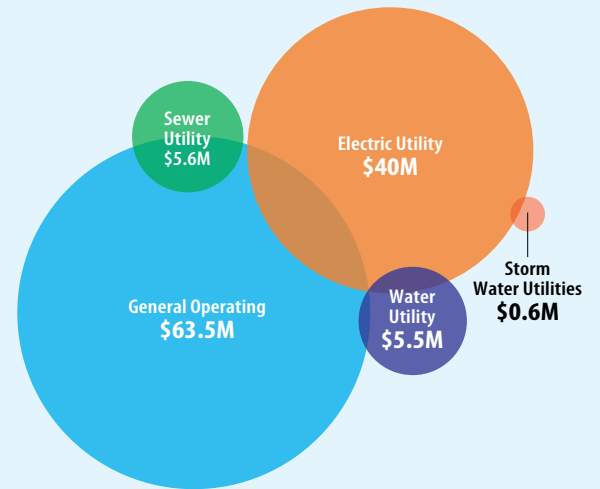 Sewer
Utility
$5.6M
Electric Utility
$40M
Storm
Water Utilities
$0.6M
General Operating
$63.5M
Water
Utility
$5.5M